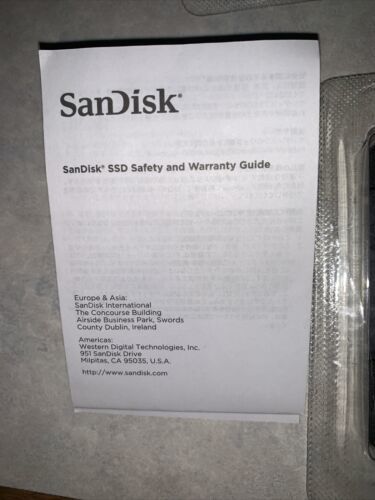 SanDisk®
SanDisk® SSD Safety and Warranty Guide
Europe & Asia:
SanDisk International
The Concourse Building
Airside Business Park, Swords
County Dublin, Ireland
Americas:
Western Digital Technologies, Inc.
951 SanDisk Drive
Milpitas, CA 95035, U.S.A.
http://www.sandisk.com